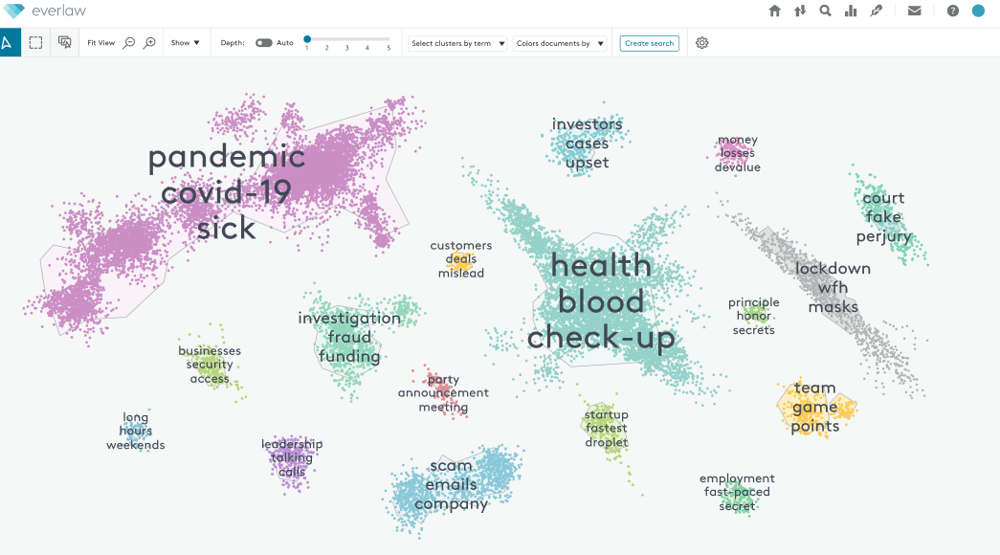 everlaw
Fit View
Show
Depth:
Auto
1 2 3 4 5
Select clusters by term
Colors documents by
Create search
pandemic
covid-19
sick
investors
cases
upset
money
losses
devalue
court
fake
perjury
customers
deals
mislead
health
blood
check-up
lockdown
wfh
masks
principle
honor
secrets
investigation
fraud
funding
businesses
security
access
party
announcement
meeting
team
game
points
long
hours
weekends
startup
fastest
droplet
leadership
talking
calls
scam
emails
company
employment
fast-paced
secret